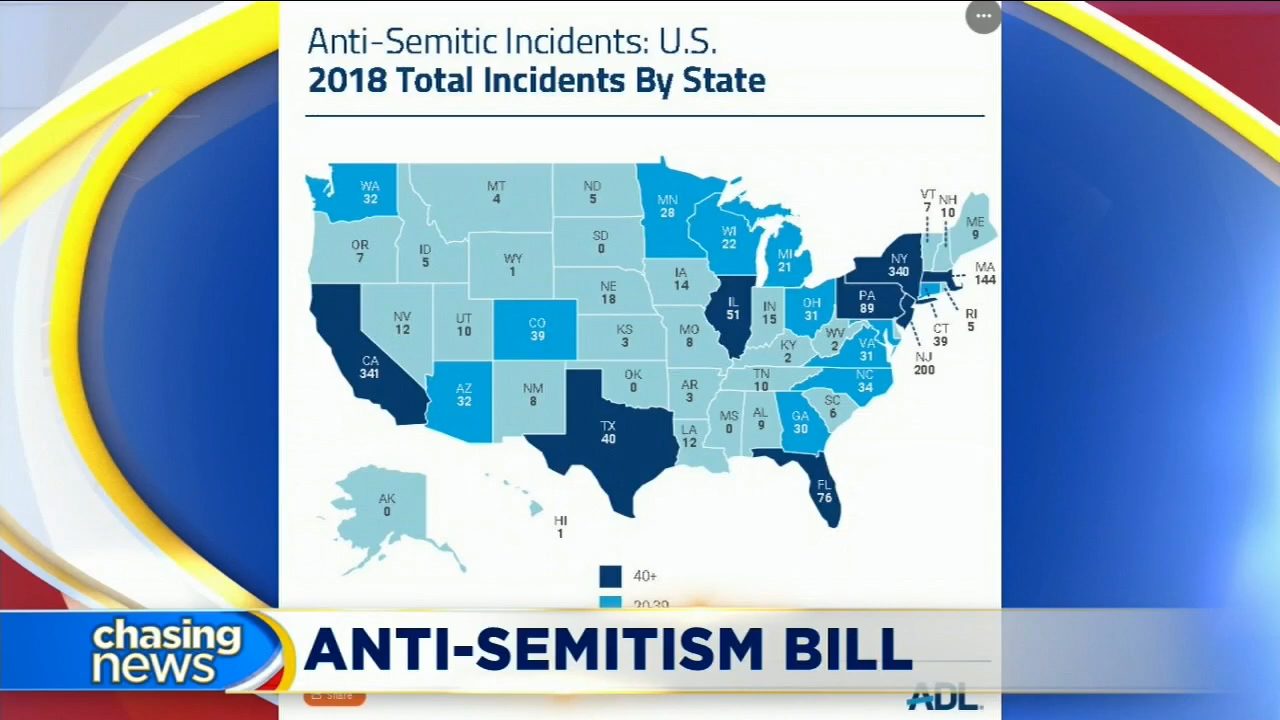 Anti-Semitic Incidents: U.S.
2018 Total Incidents By State
WA
32
MT
4
ND
5
MN
28
VT
7
NH
10
ME
9
OR
7
ID
5
WY
1
SD
0
WI
22
MI
21
NY
340
MA
144
IA
14
NE
18
IL
51
IN
15
OH
31
PA
89
RI
5
CT
39
NJ
200
NV
12
UT
10
CO
39
KS
3
MO
8
KY
2
WV
2
VA
31
CA
341
AZ
32
NM
8
OK
0
AR
3
TN
10
NC
34
SC
6
TX
40
LA
12
MS
0
AL
9
GA
30
FL
76
AK
0
HI
1
40+
20-39
chasing
news
ANTI-SEMITISM BILL
Share
ADL